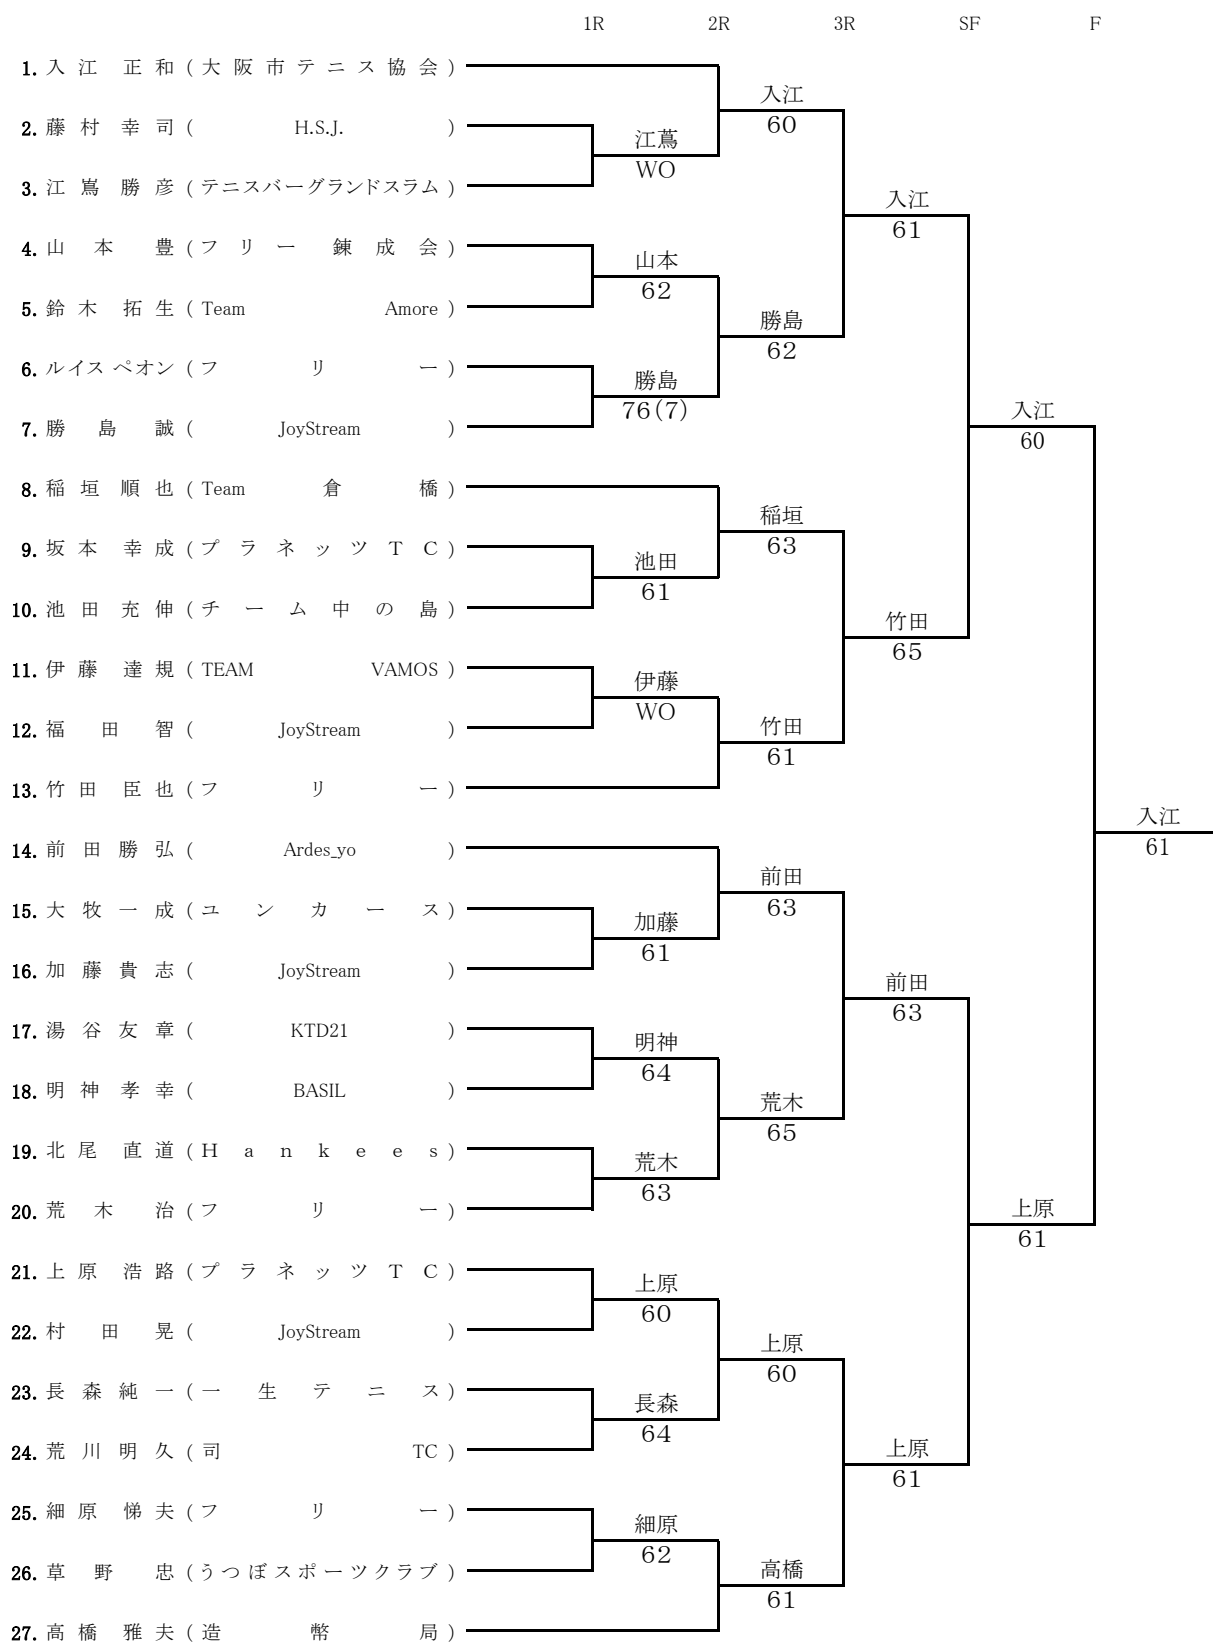 1R 2R 3R SF F
1. 入江 正和 (大阪市テニス協会)
入江
2. 藤村 幸司 ( H.S.J. )
60
江蔦
WO
3. 江嶌 勝彦 (テニスバーグランドスラム)
入江
61
4. 山本 豊 (フリー 錬成会)
山本
62
5. 鈴木 拓生 (Team Amore)
勝島
62
6. ルイス ペオン (フリー)
勝島
76(7)
入江
7. 勝島 誠 ( JoyStream )
60
8. 稲垣順也 (Team 倉橋)
稲垣
63
9. 坂本 幸成 (プラネッツTC)
池田
61
10. 池田充伸 (チーム中の島)
竹田
65
11. 伊藤 達規 (TEAM VAMOS)
伊藤
WO
12. 福田 智 ( JoyStream )
竹田
61
13. 竹田 臣也 (フリー)
入江
61
14. 前田勝弘 ( Ardes_yo )
前田
63
15. 大牧一成 (ユンカース)
加藤
61
16. 加藤貴志 ( JoyStream )
前田
63
17. 湯谷友章 ( KTD21 )
明神
64
18. 明神孝幸 ( BASIL )
荒木
65
19. 北尾 直道 (Hankees)
荒木
63
20. 荒木 治 (フリー)
上原
61
21. 上原 浩路 (プラネッツTC)
上原
60
22. 村田 晃 ( JoyStream )
上原
60
23. 長森純一 (一生テニス)
長森
64
24. 荒川明久 (司 TC)
上原
61
25. 細原 悌夫 (フリー)
細原
62
26. 草野 忠 (うつぼスポーツクラブ)
高橋
61
27. 高橋 雅夫 (造幣局)